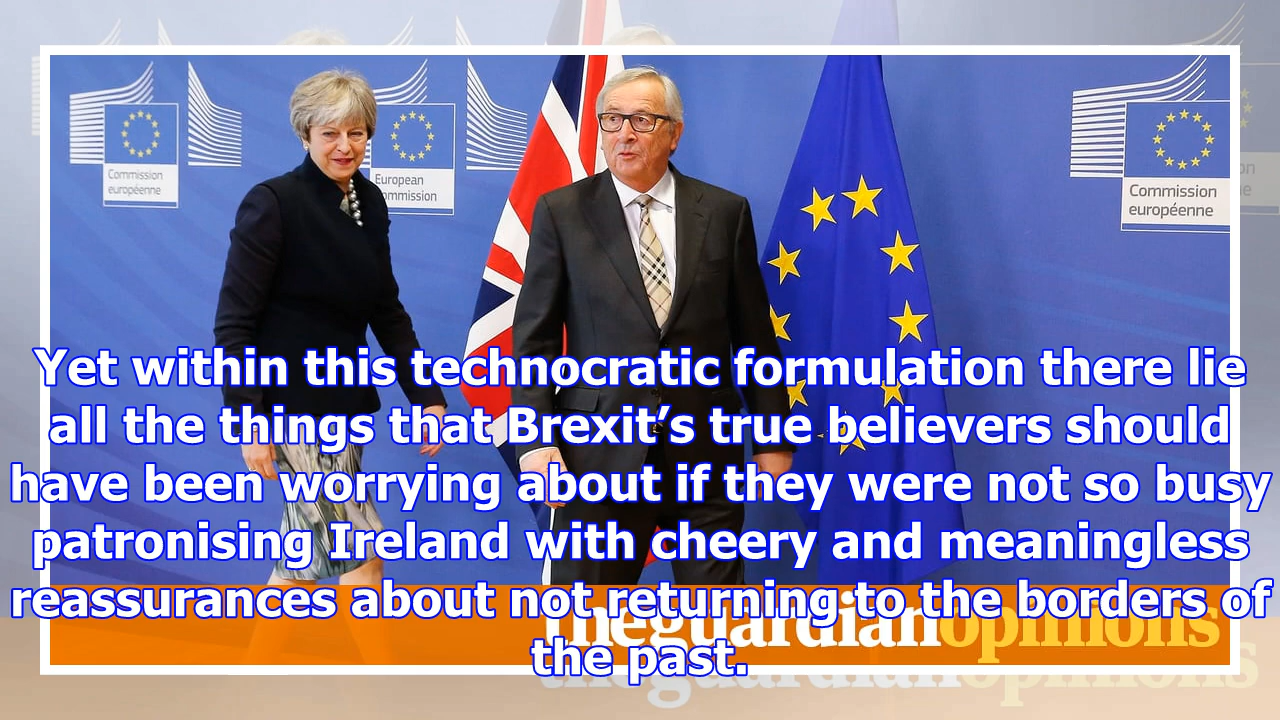 Commission
européenne
European
ommission
Commission
européenne
Yet within this technocratic formulation there lie
all the things that Brexit’s true believers should
have been worrying about if they were not so busy
patronising Ireland with cheery and meaningless
reassurances about not returning to the borders of
the past.
theguardianopinions
theguardianopinions